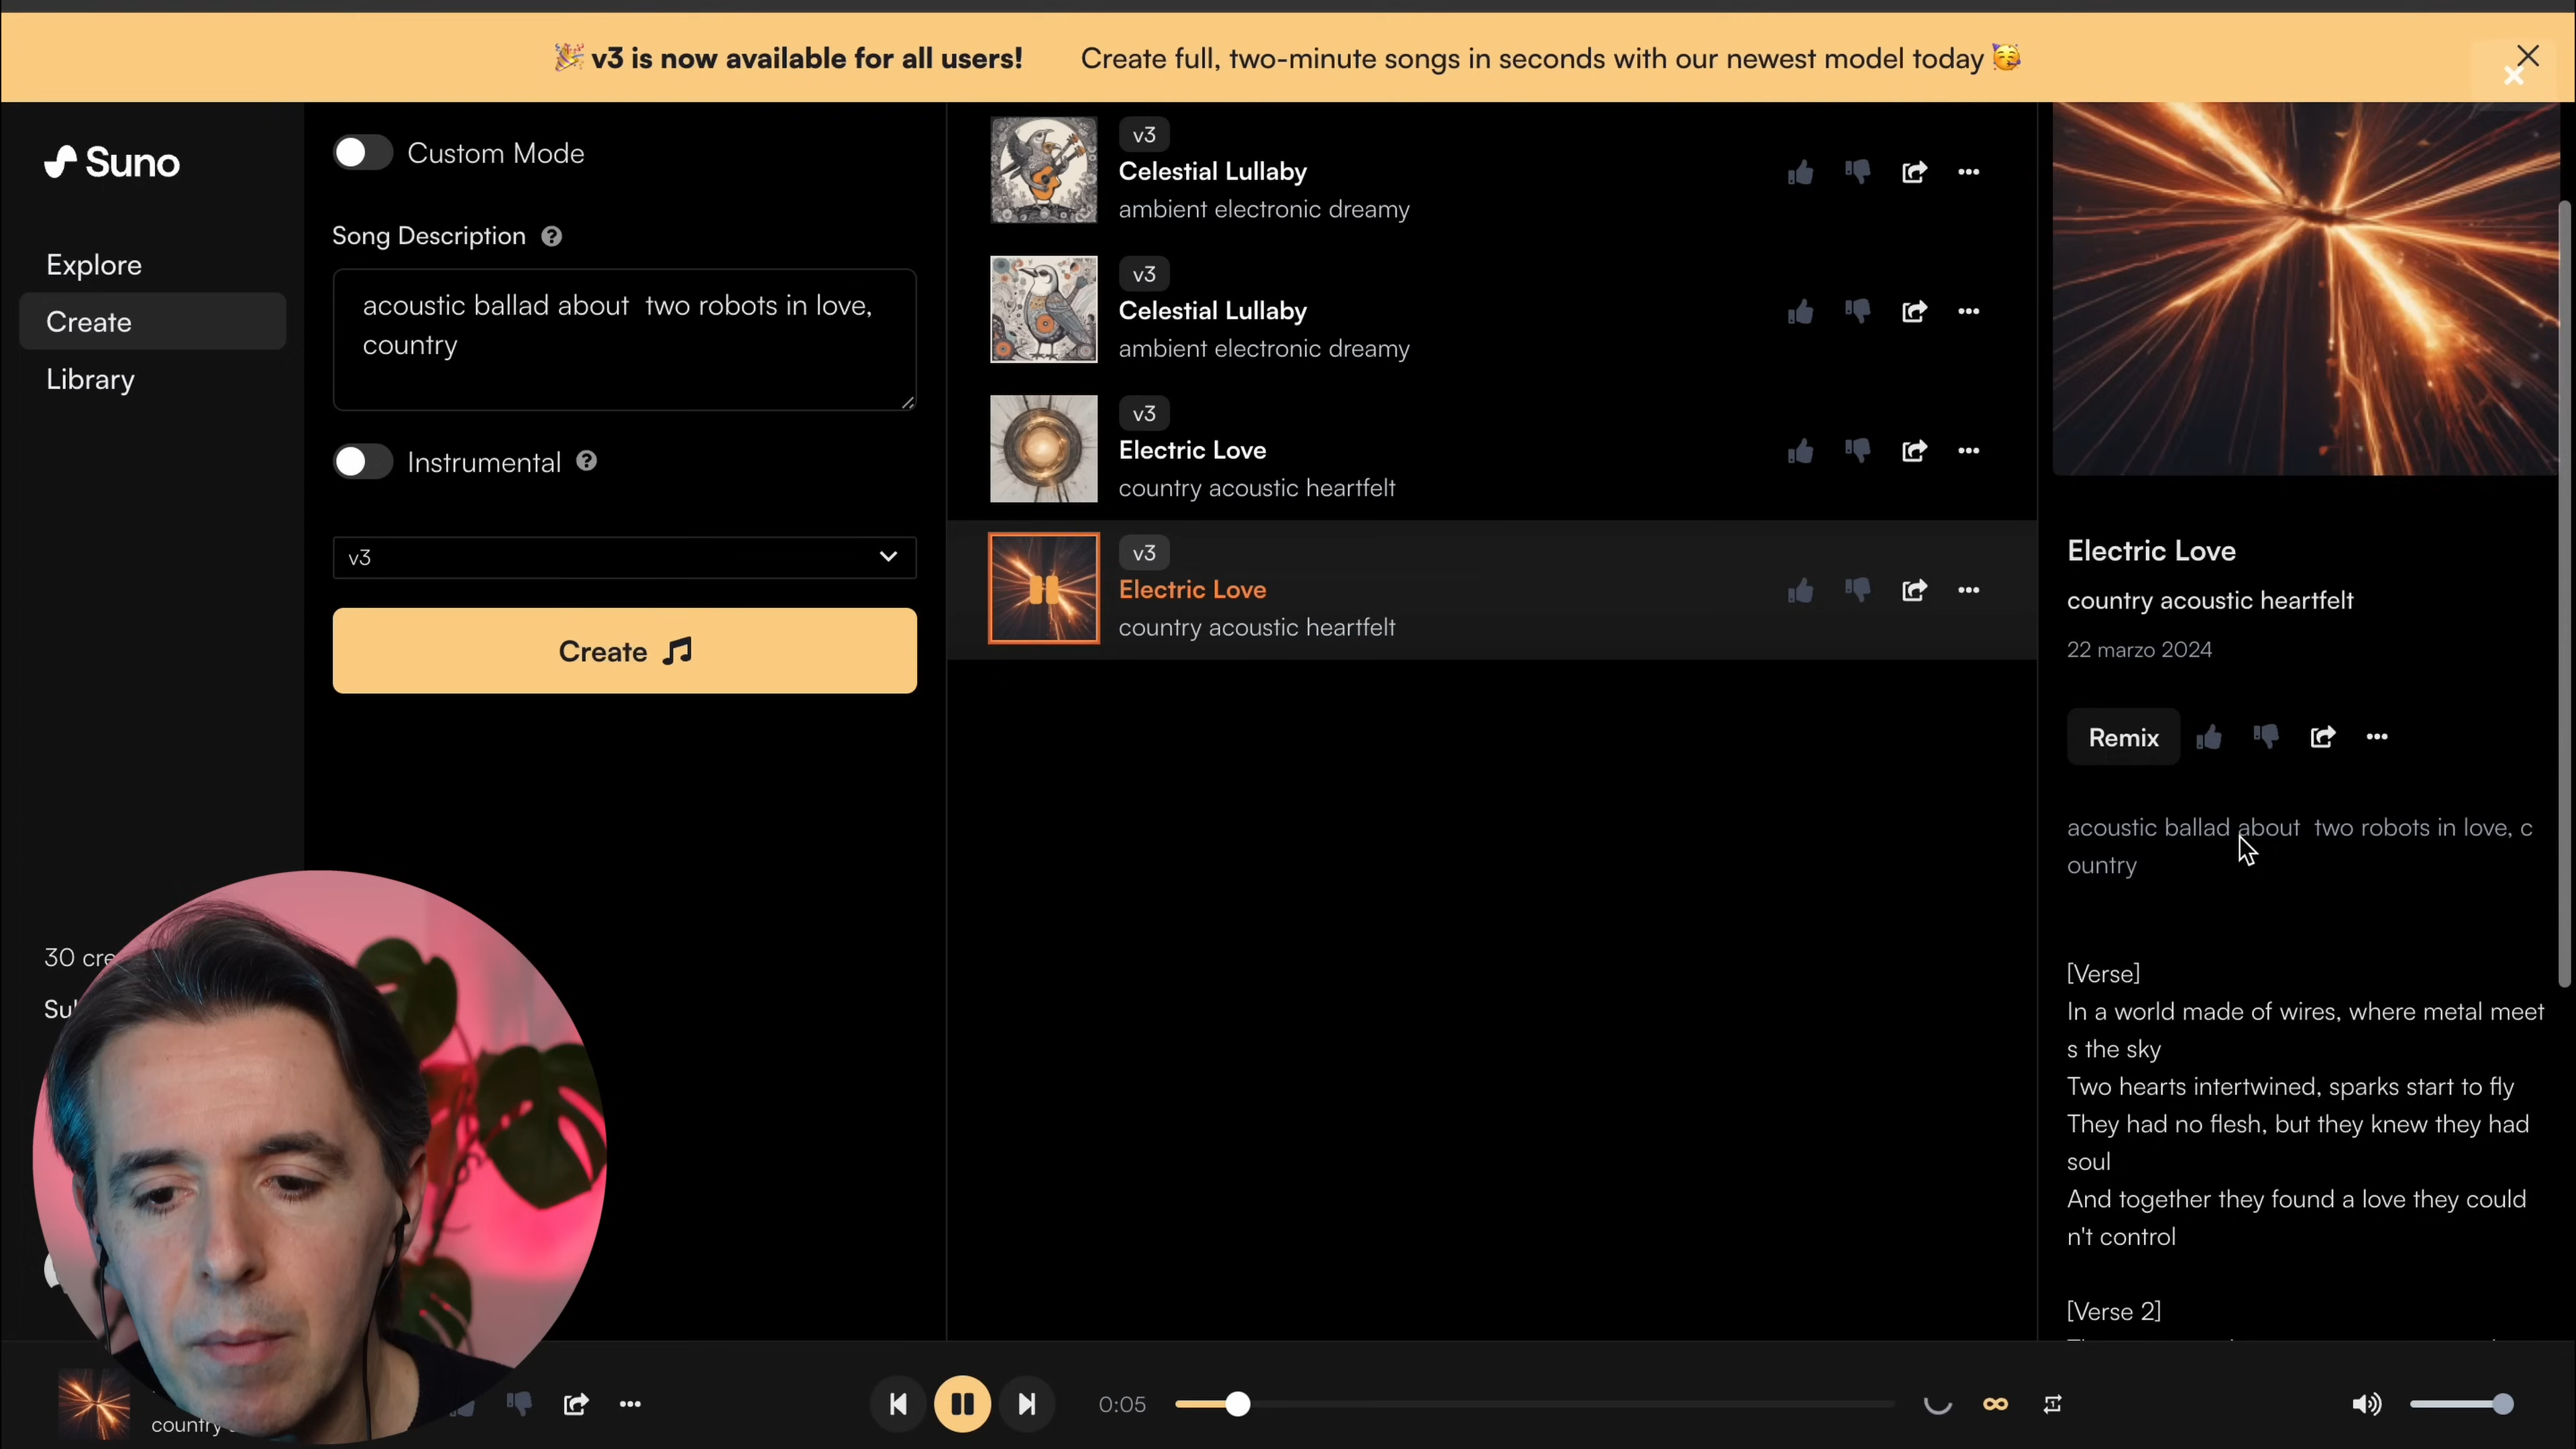 🎉 v3 is now available for all users! Create full, two-minute songs in seconds with our newest model today 🥳
Suno
Explore
Create
Library
30
Custom Mode
Song Description
acoustic ballad about  two robots in love,
country
Instrumental
v3
Create
v3
Celestial Lullaby
ambient electronic dreamy
v3
Celestial Lullaby
ambient electronic dreamy
v3
Electric Love
country acoustic heartfelt
v3
Electric Love
country acoustic heartfelt
Electric Love
country acoustic heartfelt
22 marzo 2024
Remix
acoustic ballad about  two robots in love, c
ountry
[Verse]
In a world made of wires, where metal meet
s the sky
Two hearts intertwined, sparks start to fly
They had no flesh, but they knew they had
soul
And together they found a love they could
n't control
[Verse 2]
country
0:05